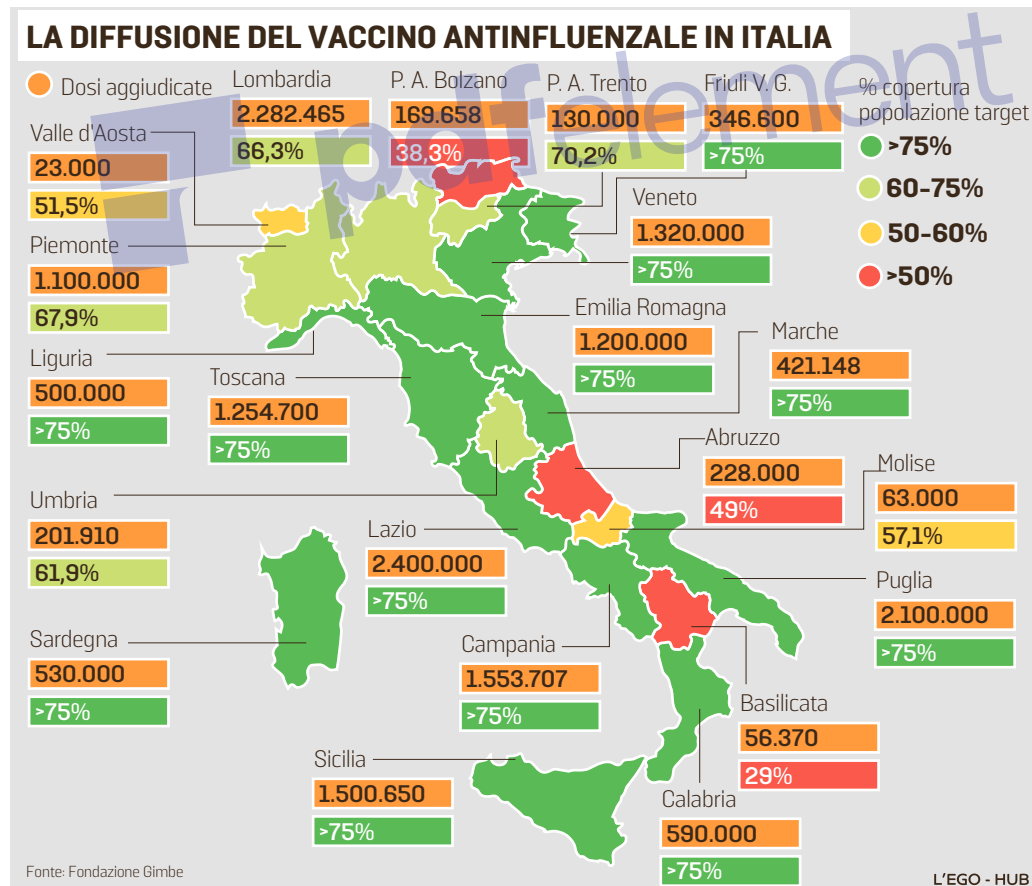 LA DIFFUSIONE DEL VACCINO ANTINFLUENZALE IN ITALIA
pdfelement
Dosi aggiudicate
Lombardia
2.282.465
66,3%
P. A. Bolzano
169.658
38,3%
P. A. Trento
130.000
70,2%
Friuli V. G.
346.600
>75%
% copertura
popolazione target
>75%
60-75%
50-60%
>50%
Valle d'Aosta
23.000
51,5%
Piemonte
1.100.000
67,9%
Liguria
500.000
>75%
Veneto
1.320.000
>75%
Emilia Romagna
1.200.000
>75%
Marche
421.148
>75%
Toscana
1.254.700
>75%
Abruzzo
228.000
49%
Molise
63.000
57,1%
Umbria
201.910
61,9%
Lazio
2.400.000
>75%
Puglia
2.100.000
>75%
Sardegna
530.000
>75%
Campania
1.553.707
>75%
Basilicata
56.370
29%
Sicilia
1.500.650
>75%
Calabria
590.000
>75%
Fonte: Fondazione Gimbe
L'EGO - HUB